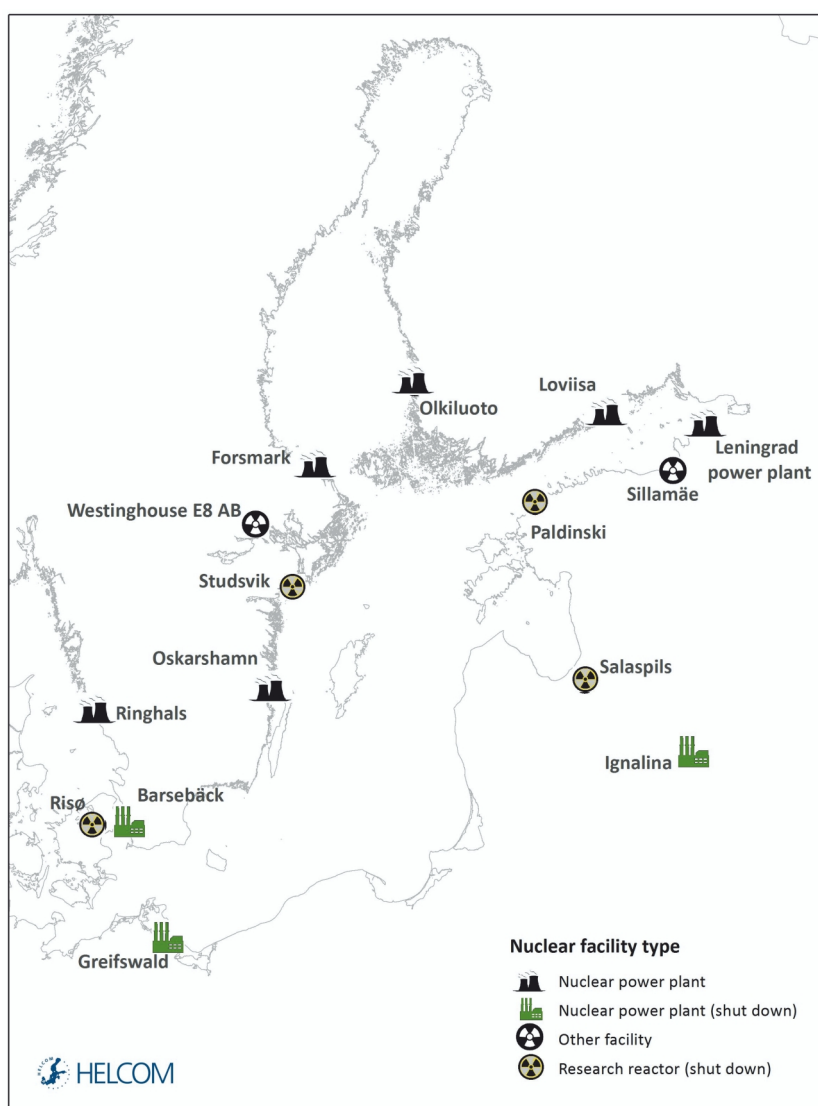 Loviisa
Olkiluoto
Leningrad
power plant
Forsmark
Sillamäe
Westinghouse E8 AB
Paldinski
Studsvik
Oskarshamn
Salaspils
Ringhals
Ignalina
Barsebäck
Risø
Greifswald
Nuclear facility type
Nuclear power plant
Nuclear power plant (shut down)
Other facility
Research reactor (shut down)
HELCOM
HELCOM